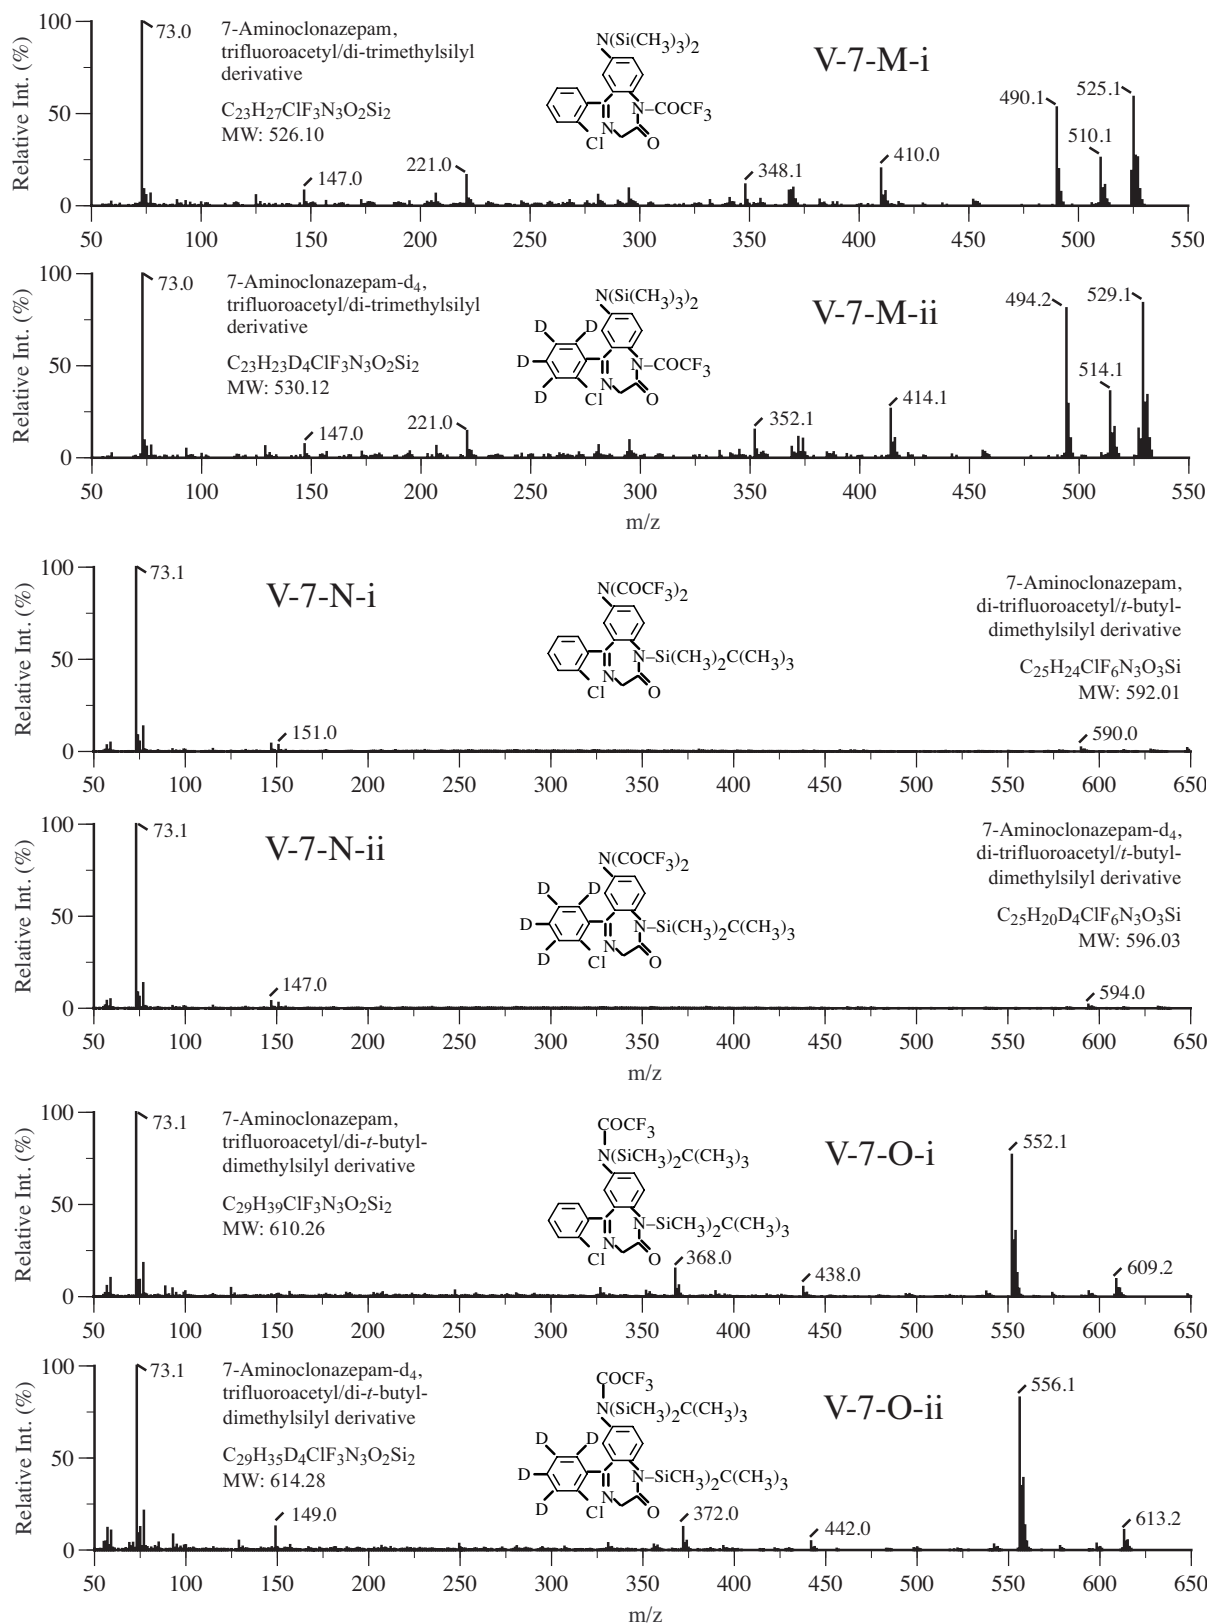 100
73.0
7-Aminoclonazepam,
trifluoroacetyl/di-trimethylsilyl
derivative
C23H27ClF3N3O2Si2
MW: 526.10
N(Si(CH3)3)2
N–COCF3
N
O
Cl
V-7-M-i
Relative Int. (%)
50
0
147.0
221.0
348.1
410.0
490.1
510.1
525.1
50 100 150 200 250 300 350 400 450 500 550
100
73.0
7-Aminoclonazepam-d4,
trifluoroacetyl/di-trimethylsilyl
derivative
C23H23D4ClF3N3O2Si2
MW: 530.12
N(Si(CH3)3)2
D D
D
D
N–COCF3
N
O
Cl
V-7-M-ii
Relative Int. (%)
50
0
147.0
221.0
352.1
414.1
494.2
514.1
529.1
50 100 150 200 250 300 350 400 450 500 550
m/z
100
73.1
V-7-N-i
N(COCF3)2
N–Si(CH3)2C(CH3)3
N
O
Cl
7-Aminoclonazepam,
di-trifluoroacetyl/t-butyl-
dimethylsilyl derivative
C25H24ClF6N3O3Si
MW: 592.01
Relative Int. (%)
50
0
151.0
590.0
50 100 150 200 250 300 350 400 450 500 550 600 650
100
73.1
V-7-N-ii
N(COCF3)2
D D
D
D
N–Si(CH3)2C(CH3)3
N
O
Cl
7-Aminoclonazepam-d4,
di-trifluoroacetyl/t-butyl-
dimethylsilyl derivative
C25H20D4ClF6N3O3Si
MW: 596.03
Relative Int. (%)
50
0
147.0
594.0
50 100 150 200 250 300 350 400 450 500 550 600 650
m/z
100
73.1
7-Aminoclonazepam,
trifluoroacetyl/di-t-butyl-
dimethylsilyl derivative
C29H39ClF3N3O2Si2
MW: 610.26
COCF3
N(SiCH3)2C(CH3)3
N–SiCH3)2C(CH3)3
N
O
Cl
V-7-O-i
Relative Int. (%)
50
0
368.0
438.0
552.1
609.2
50 100 150 200 250 300 350 400 450 500 550 600 650
100
73.1
7-Aminoclonazepam-d4,
trifluoroacetyl/di-t-butyl-
dimethylsilyl derivative
C29H35D4ClF3N3O2Si2
MW: 614.28
COCF3
N(SiCH3)2C(CH3)3
D D
D
D
N–SiCH3)2C(CH3)3
N
O
Cl
V-7-O-ii
Relative Int. (%)
50
0
149.0
372.0
442.0
556.1
613.2
50 100 150 200 250 300 350 400 450 500 550 600 650
m/z